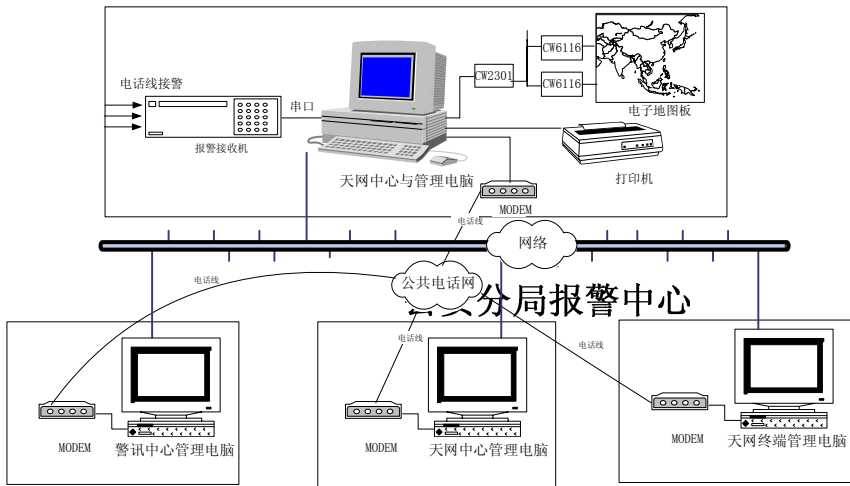 CW6116
CW2301
电话线接警
串口
CW6116
电子地图板
报警接收机
天网中心与管理电脑
打印机
MODEM
电话线
网络
电话线
公共电话网
分局报警中心
电话线
电话线
MODEM
警讯中心管理电脑
MODEM
天网中心管理电脑
MODEM
天网终端管理电脑